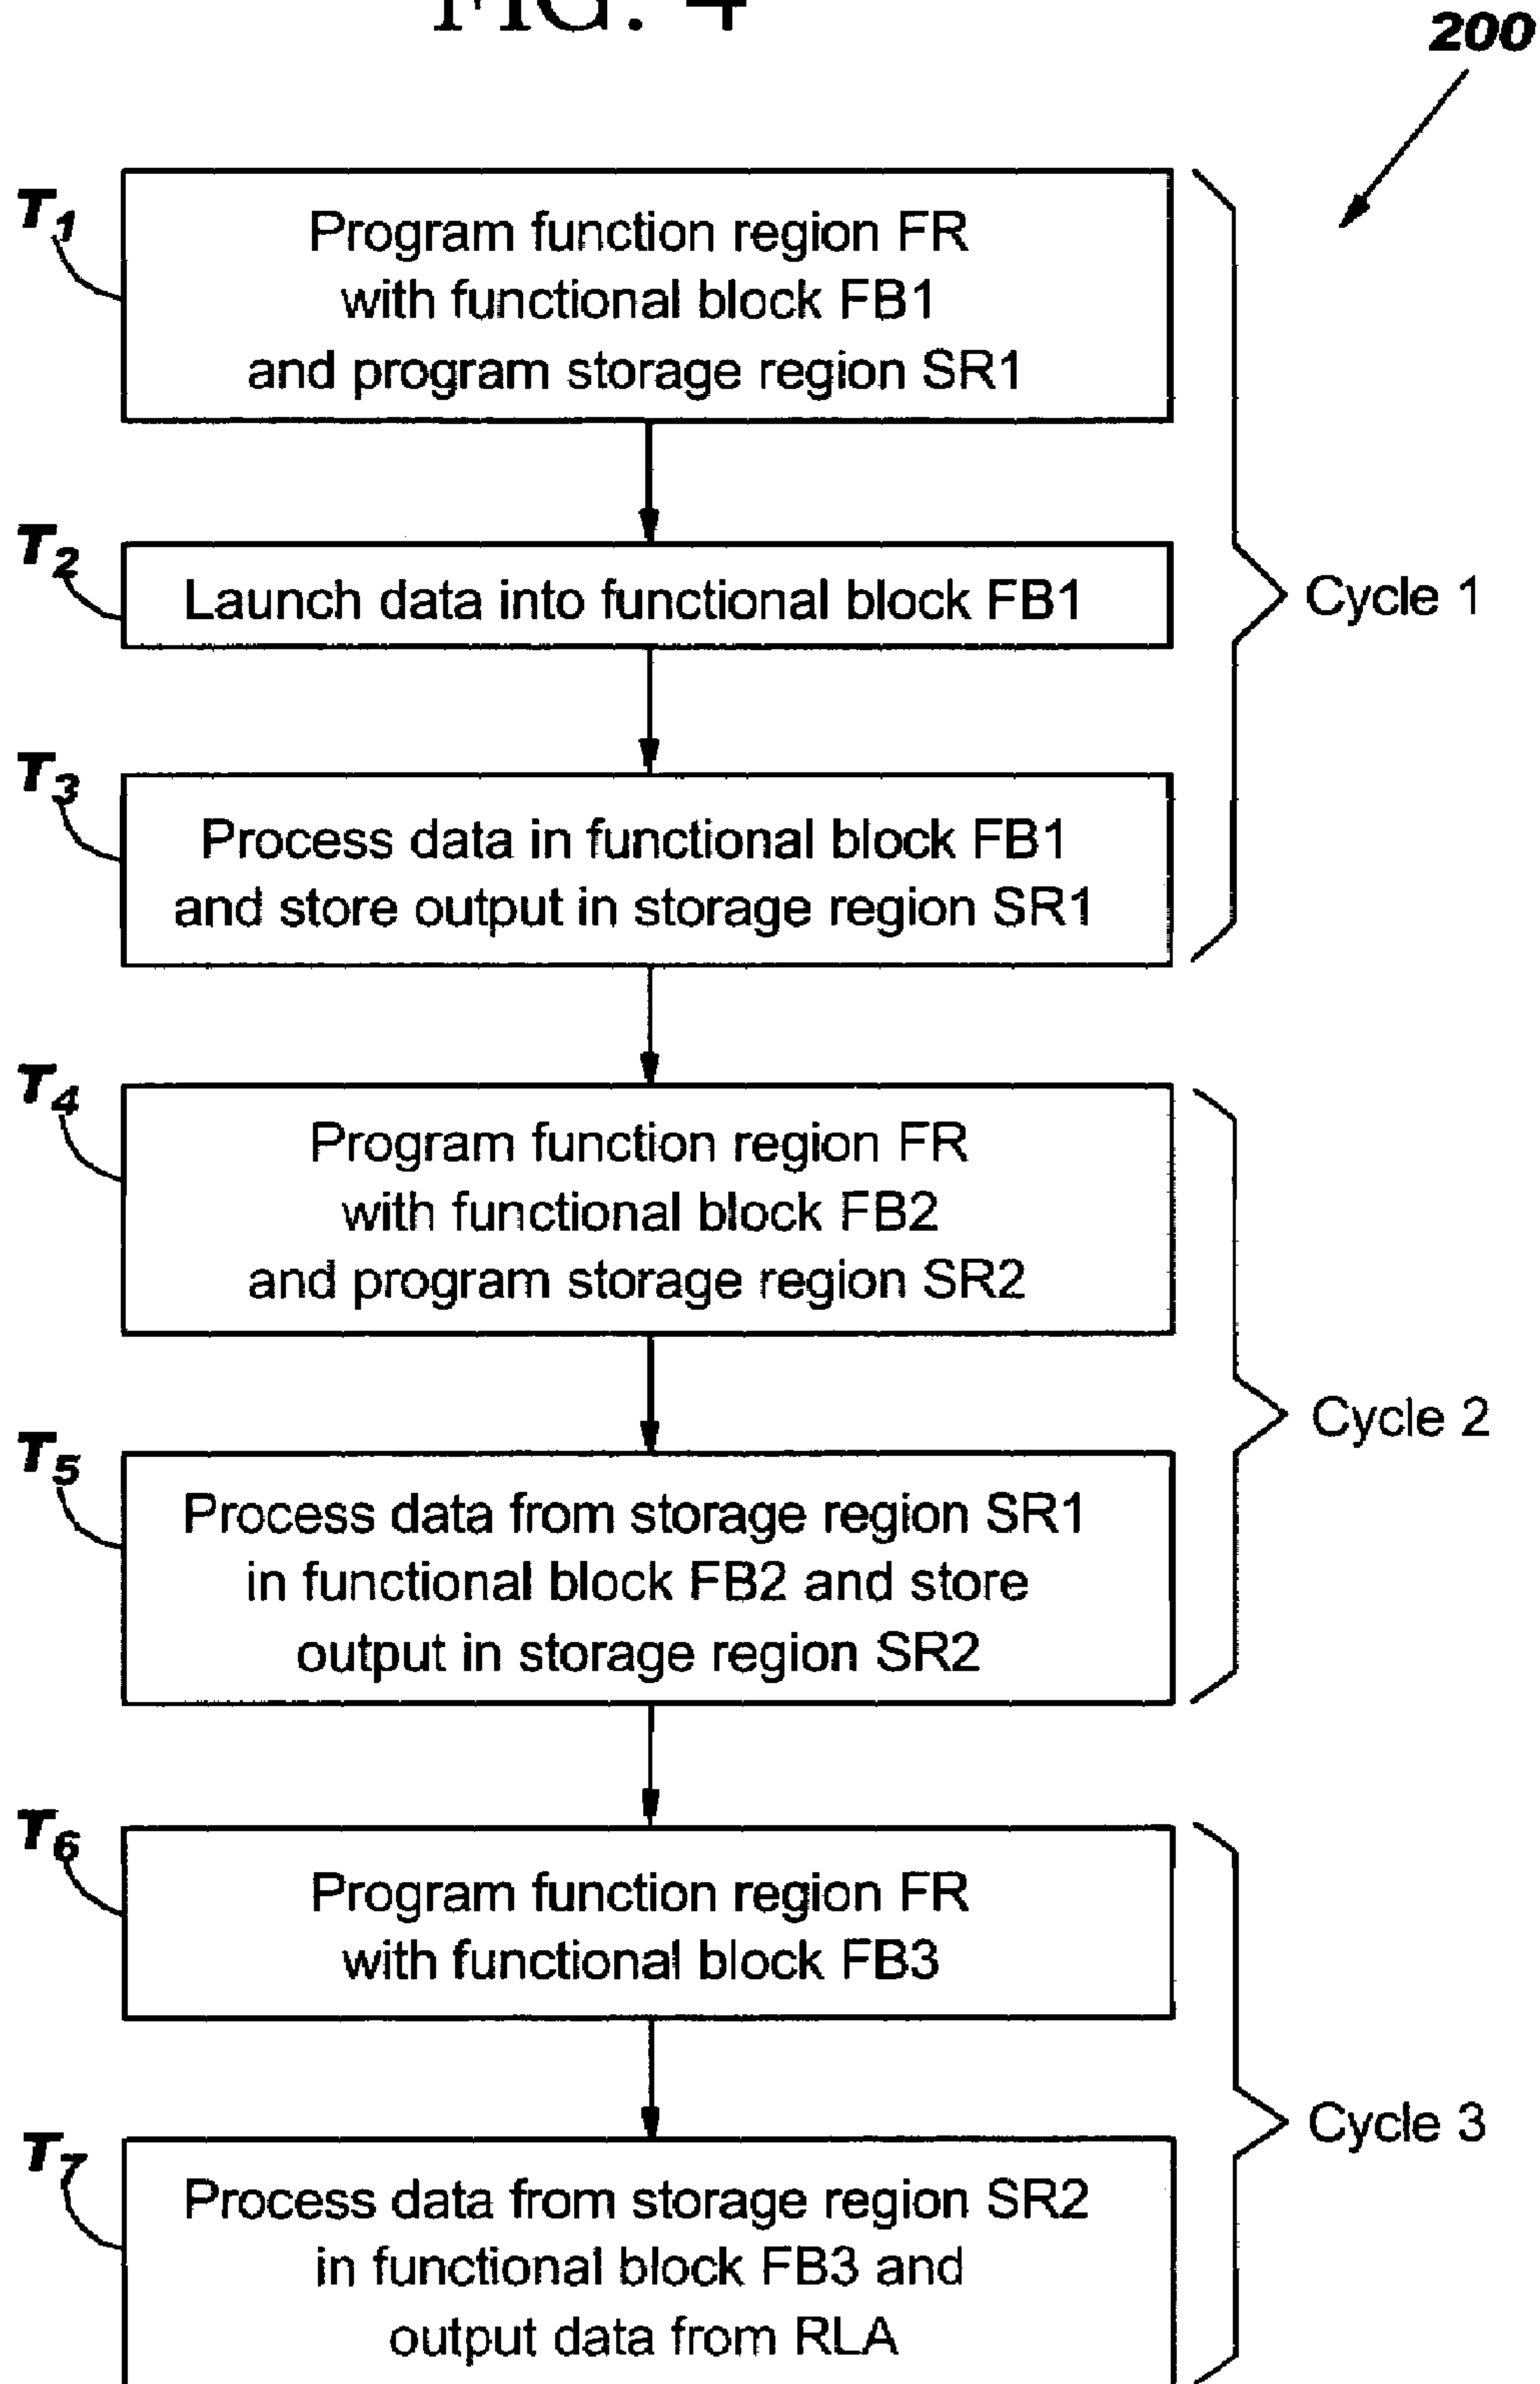 FIG. 4
200
T1
Program function region FR
with functional block FB1
and program storage region SR1
T2
Launch data into functional block FB1
Cycle 1
T3
Process data in functional block FB1
and store output in storage region SR1
T4
Program function region FR
with functional block FB2
and program storage region SR2
Cycle 2
T5
Process data from storage region SR1
in functional block FB2 and store
output in storage region SR2
T6
Program function region FR
with functional block FB3
Cycle 3
T7
Process data from storage region SR2
in functional block FB3 and
output data from RLA